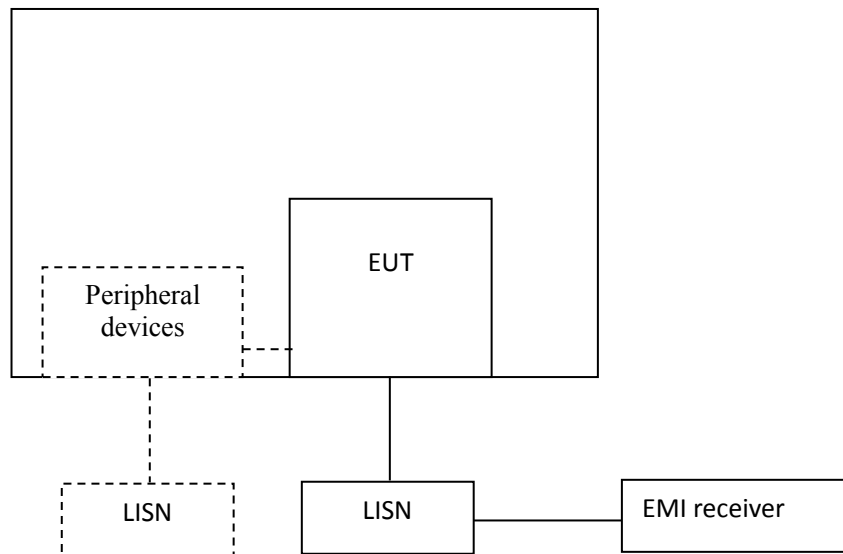 EUT
Peripheral
devices
LISN
LISN
EMI receiver